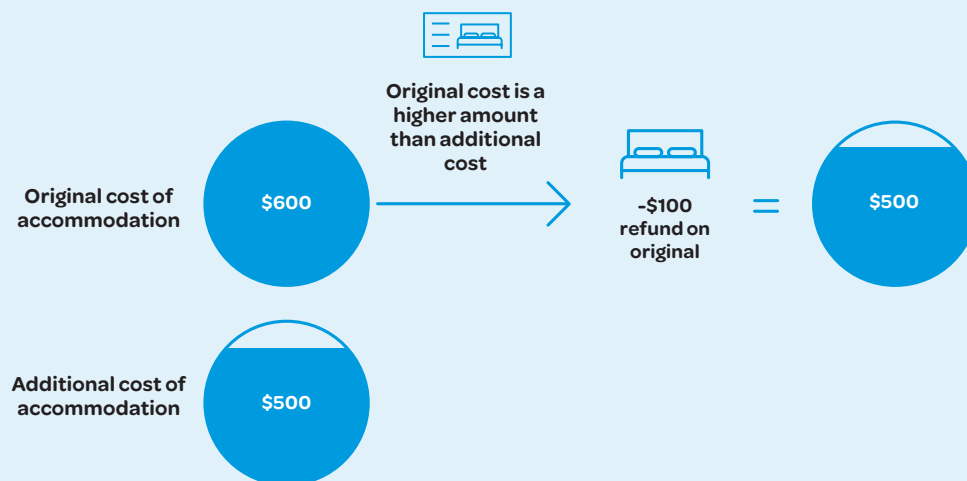 Original cost is a
higher amount
than additional
cost
Original cost of
accommodation
$600
-$100
refund on
original
=
$500
Additional cost of
accommodation
$500